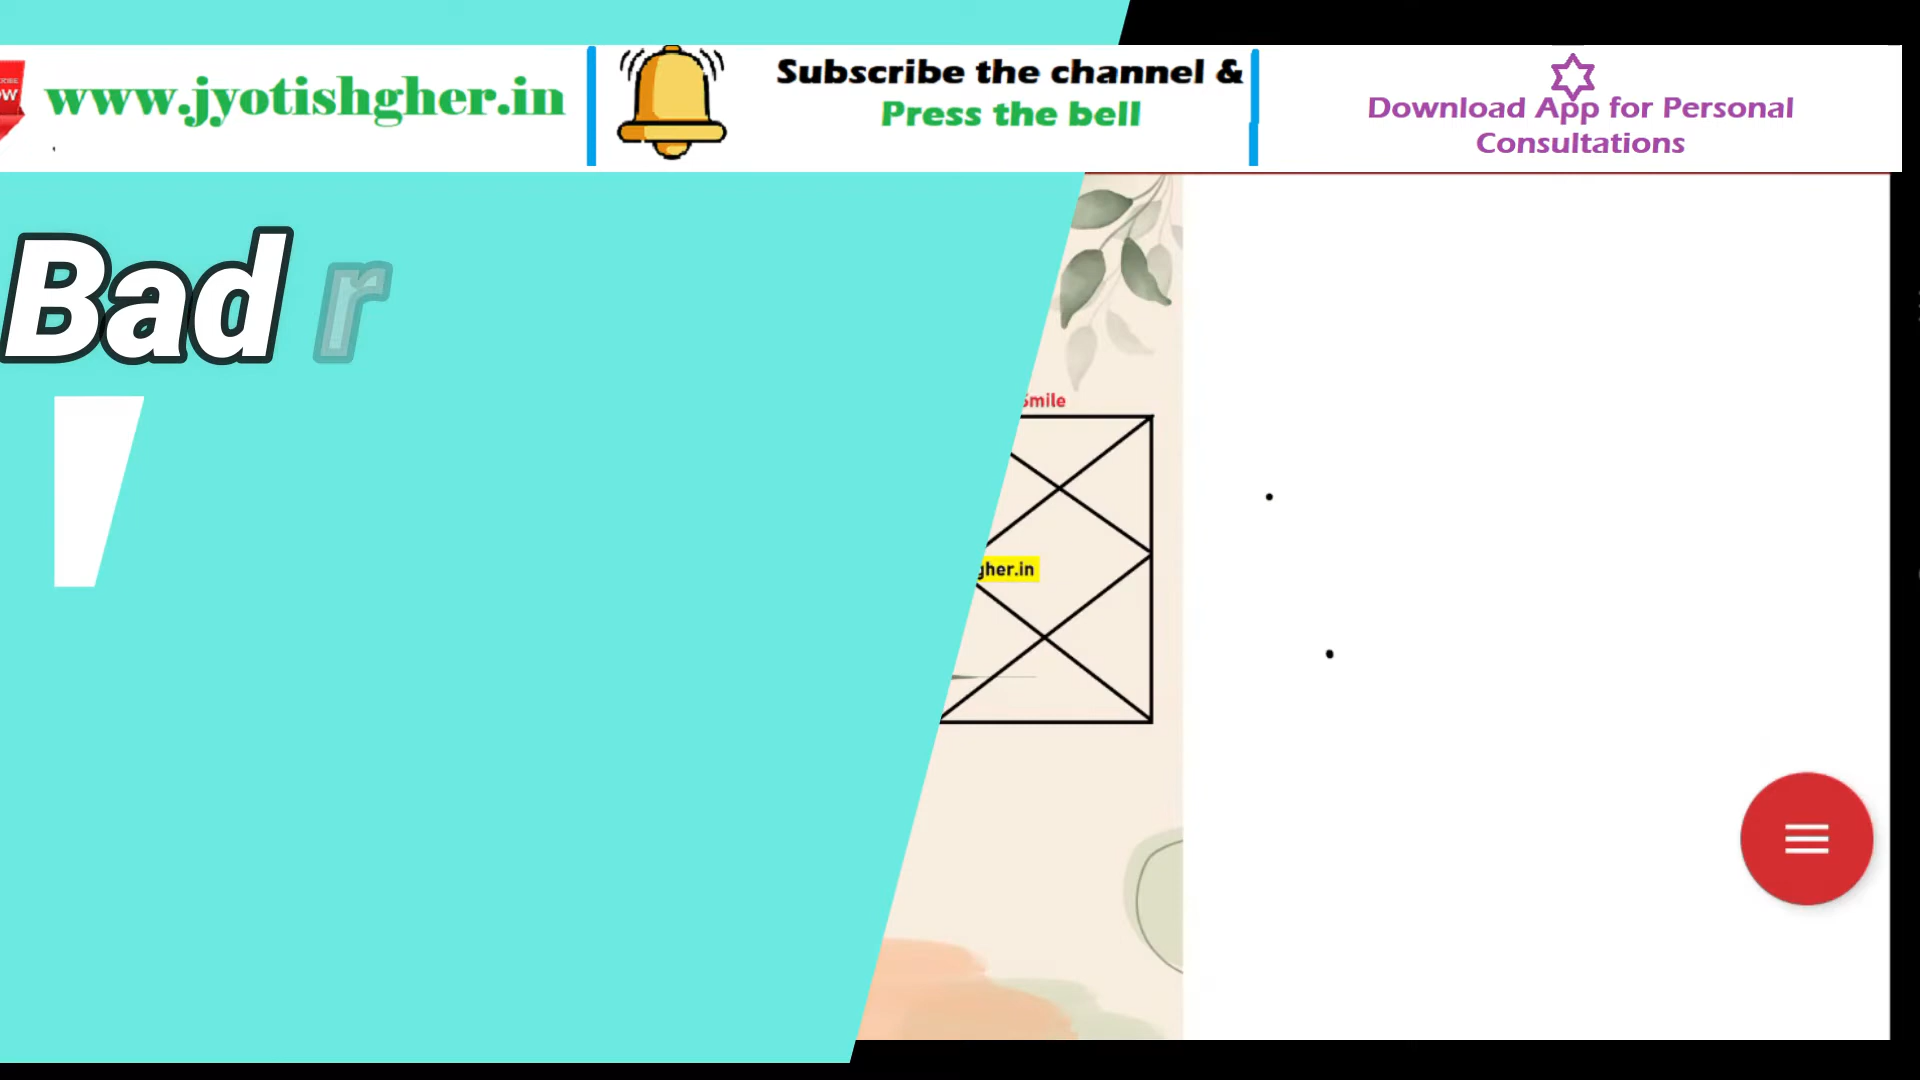 www.jyotishgher.in
Subscribe the channel &
Press the bell
Download App for Personal
Consultations
Bad r
Smile
gher.in